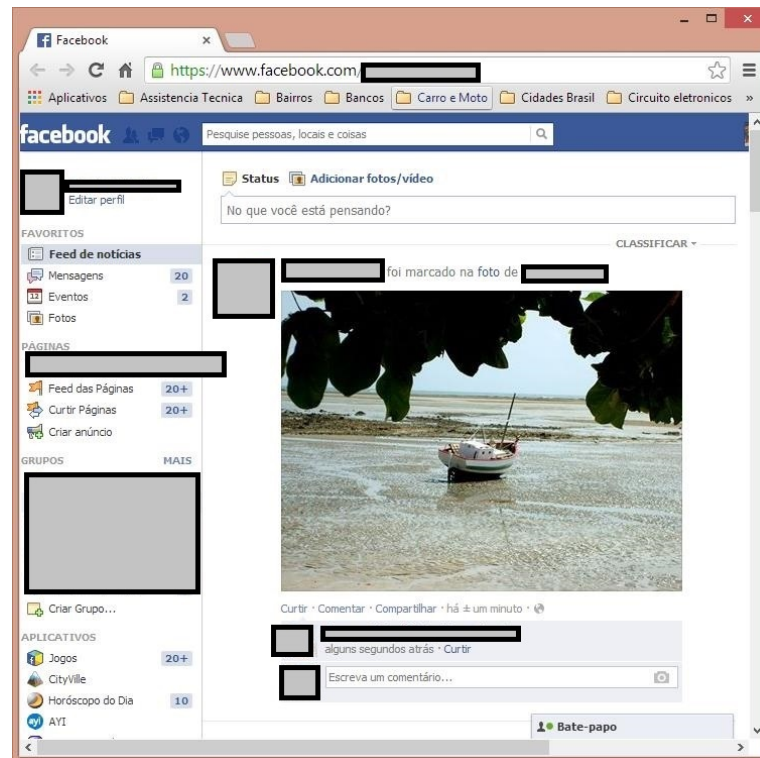 Facebook
https://www.facebook.com/
Aplicativos Assistencia Tecnica Bairros Bancos Carro e Moto Cidades Brasil Circuito eletronicos »
facebook
Pesquise pessoas, locais e coisas
Editar perfil
FAVORITOS
Feed de notícias
Mensagens 20
12 Eventos 2
Fotos
PÁGINAS
Feed das Páginas 20+
Curtir Páginas 20+
Criar anúncio
GRUPOS MAIS
Criar Grupo...
APLICATIVOS
Jogos 20+
CityVille
Horóscopo do Dia 10
ayi AYI
Status Adicionar fotos/vídeo
No que você está pensando?
CLASSIFICAR
foi marcado na foto de
Curtir · Comentar · Compartilhar · há ± um minuto ·
alguns segundos atrás · Curtir
Escreva um comentário...
Bate-papo